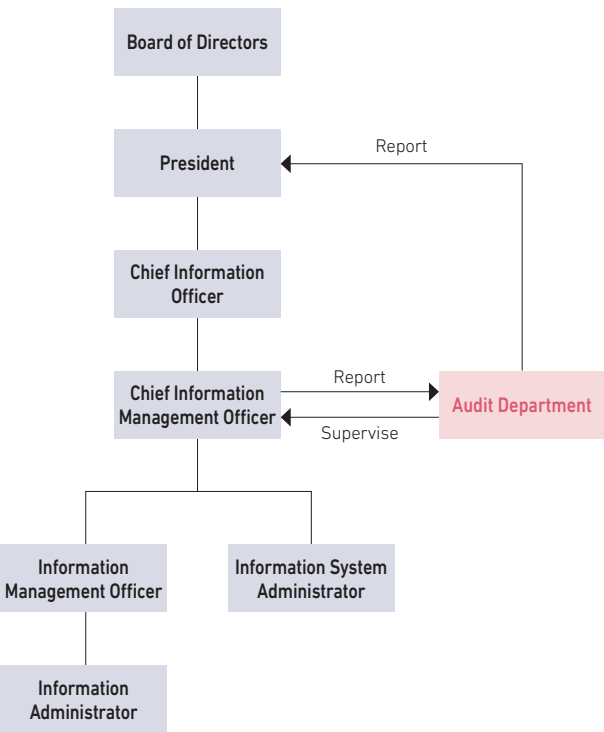 Board of Directors
President
Report
Chief Information
Officer
Chief Information
Management Officer
Report
Supervise
Audit Department
Information
Management Officer
Information System
Administrator
Information
Administrator